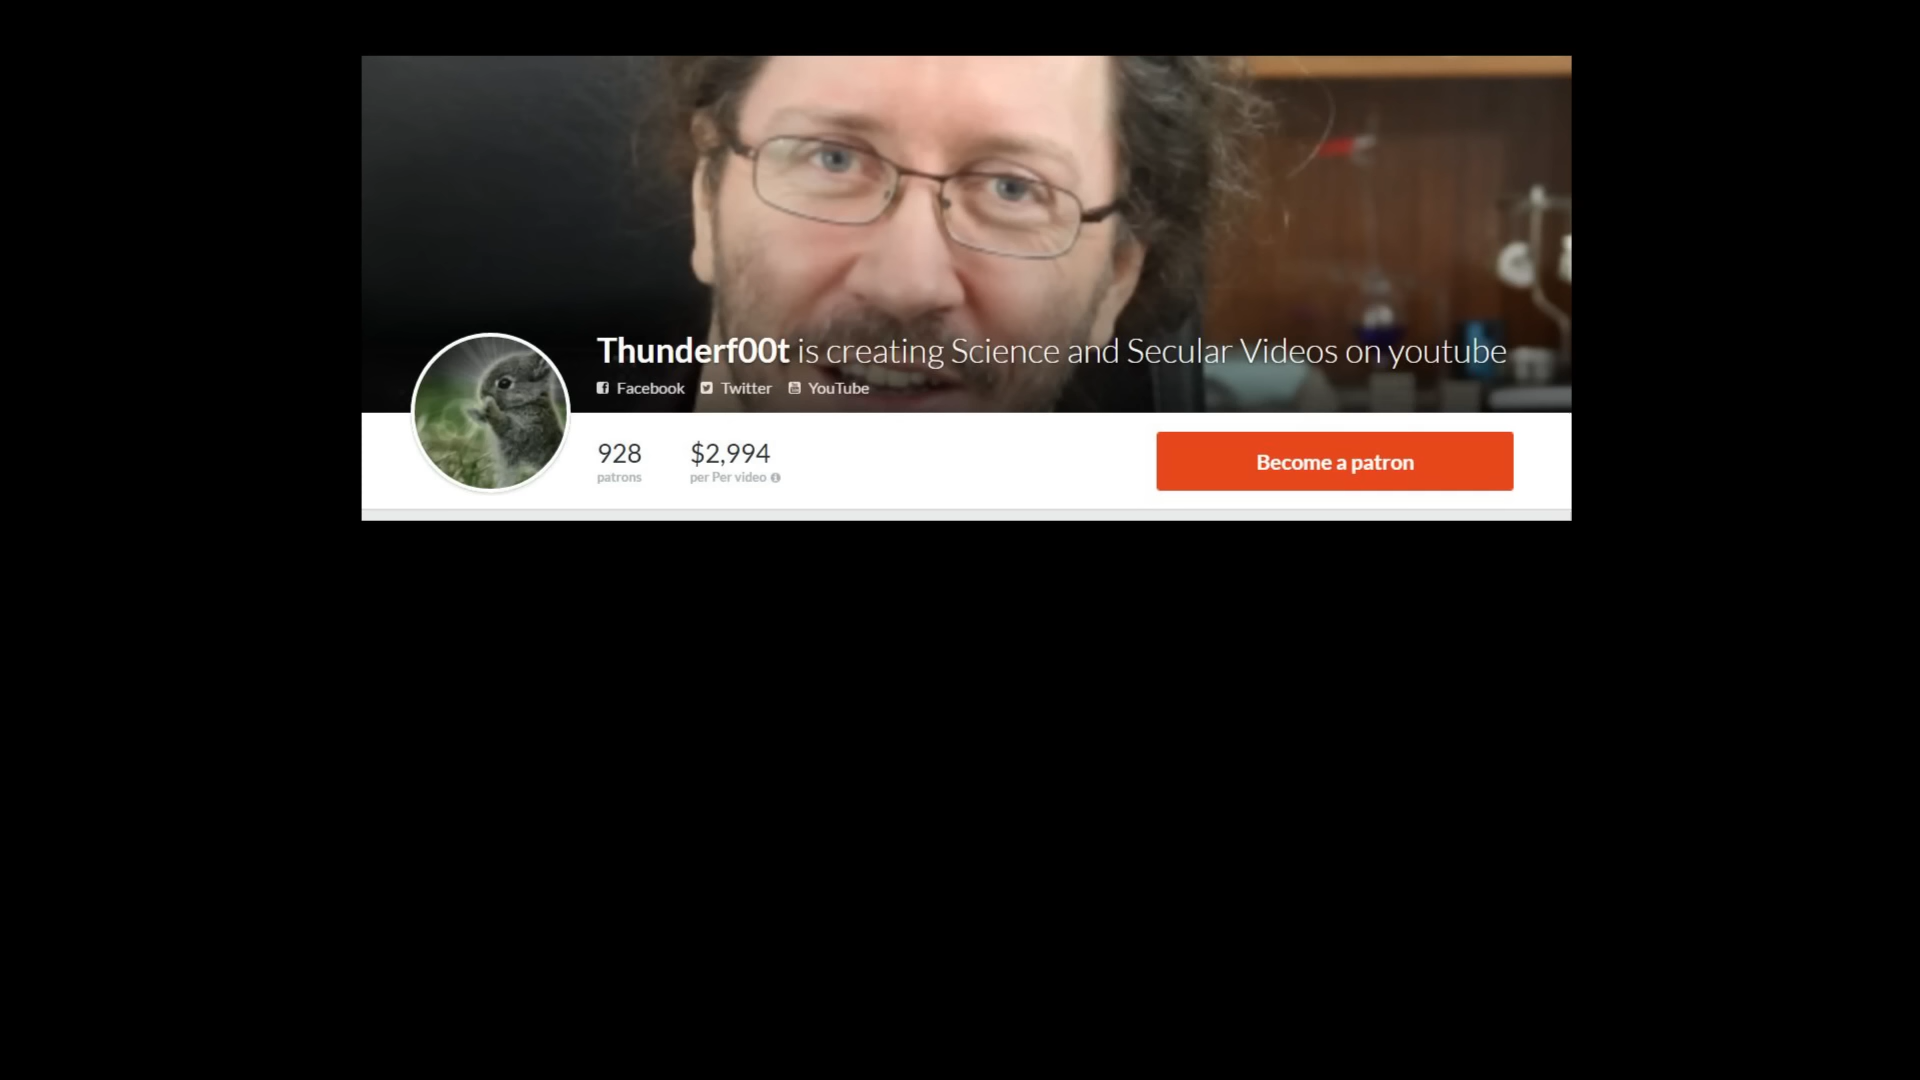 Thunderf00t is creating Science and Secular Videos on youtube
Facebook Twitter YouTube
928 $2,994
patrons per Per video
Become a patron